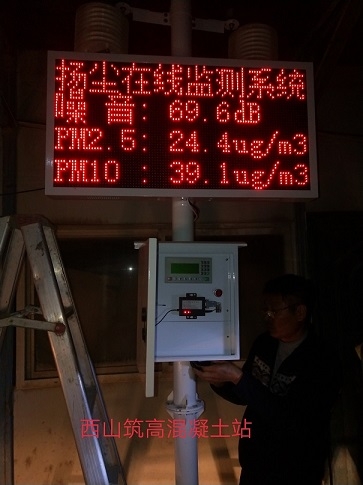 扬尘在线监测系统
噪 音: 69.6dB
PM2.5: 24.4ug/m3
PM10 : 39.1ug/m3
西山筑高混凝土站